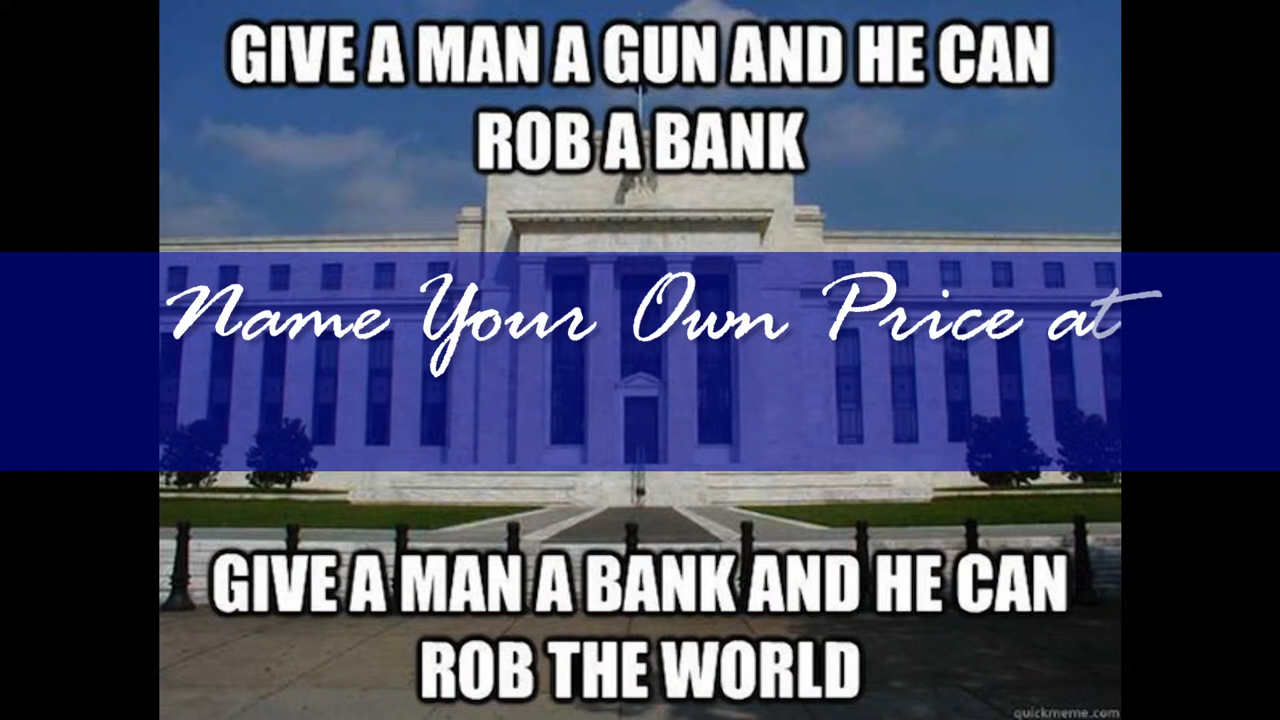 GIVE A MAN A GUN AND HE CAN
ROB A BANK
Name Your Own Price at
GIVE A MAN A BANK AND HE CAN
ROB THE WORLD
quickmeme.com